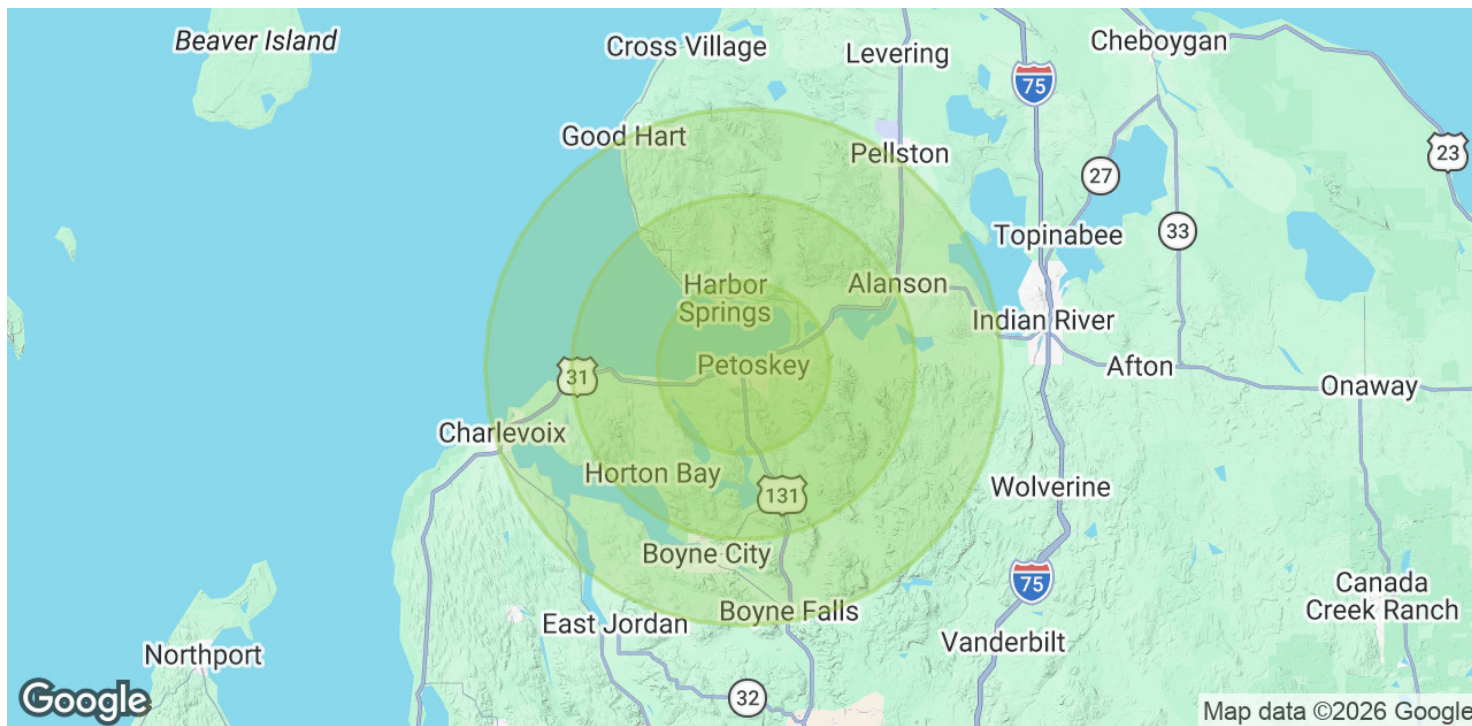 Beaver Island
Cross Village
Levering
Cheboygan
75
Good Hart
Pellston
23
27
Topinabee
33
Harbor
Springs
Alanson
Indian River
Petoskey
Afton
31
Onaway
Charlevoix
Horton Bay
131
Wolverine
Boyne City
75
Canada
Creek Ranch
Boyne Falls
East Jordan
Vanderbilt
Northport
32
Google
Map data ©2026 Google